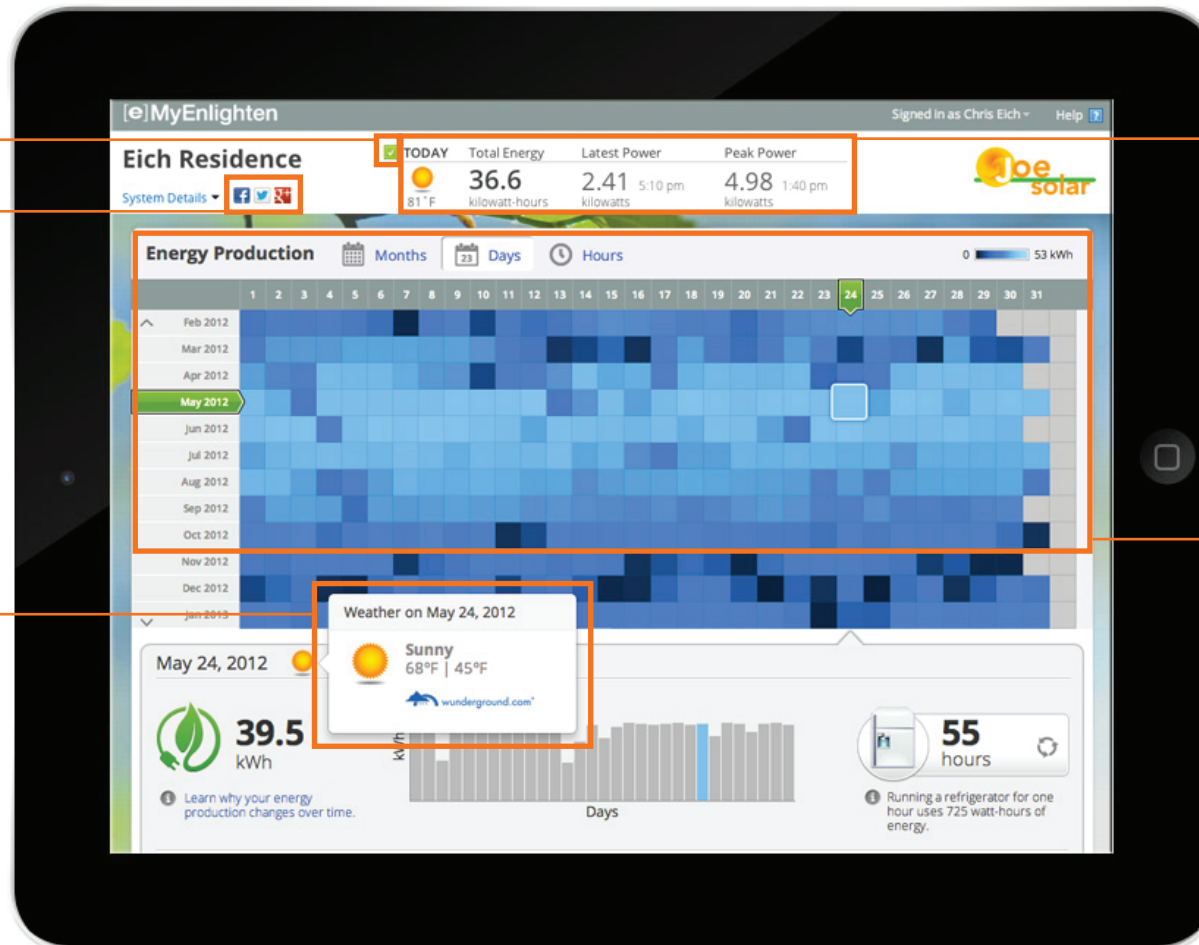 [e]MyEnlighten
Signed in as Chris Eich
Help ?
Eich Residence
System Details
TODAY Total Energy Latest Power Peak Power
36.6 2.41 5:10 pm 4.98 1:40 pm
81°F kilowatt-hours kilowatts kilowatts
Joe
solar
Energy Production
23
Months Days Hours
0 53 kWh
1 2 3 4 5 6 7 8 9 10 11 12 13 14 15 16 17 18 19 20 21 22 23 24 25 26 27 28 29 30 31
Feb 2012
Mar 2012
Apr 2012
May 2012
Jun 2012
Jul 2012
Aug 2012
Sep 2012
Oct 2012
Nov 2012
Dec 2012
Jan 2013
Weather on May 24, 2012
Sunny
68°F | 45°F
wunderground.com
May 24, 2012
39.5
kWh
Learn why your energy
production changes over time.
kWh
Days
55
hours
Running a refrigerator for one
hour uses 725 watt-hours of
energy.